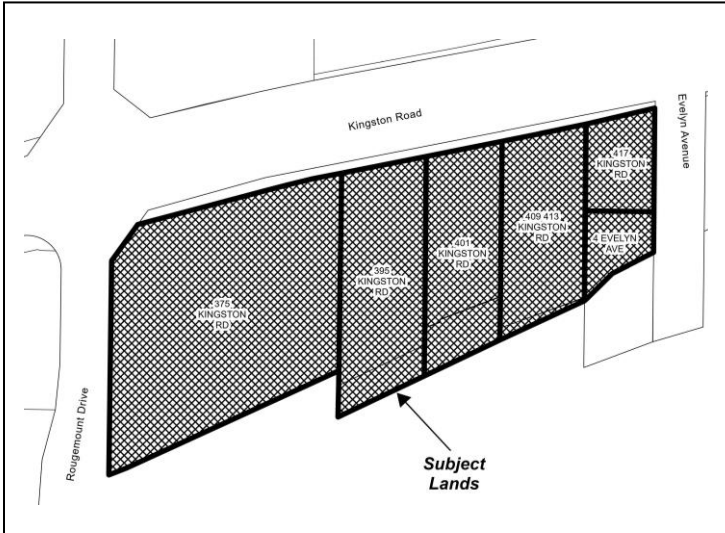 Kingston Road
Evelyn Avenue
417
KINGSTON
RD
409 413
KINGSTON
RD
401
KINGSTON
RD
4 EVELYN
AVE
395
KINGSTON
RD
375
KINGSTON
RD
Rougemount Drive
Subject
Lands